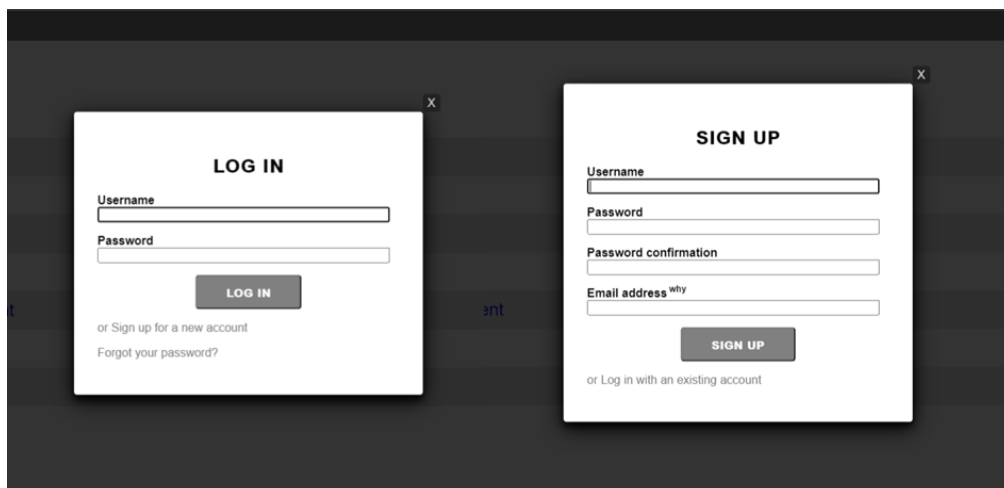 X
LOG IN
Username
Password
LOG IN
or Sign up for a new account
Forgot your password?
X
SIGN UP
Username
Password
Password confirmation
Email address why
SIGN UP
or Log in with an existing account